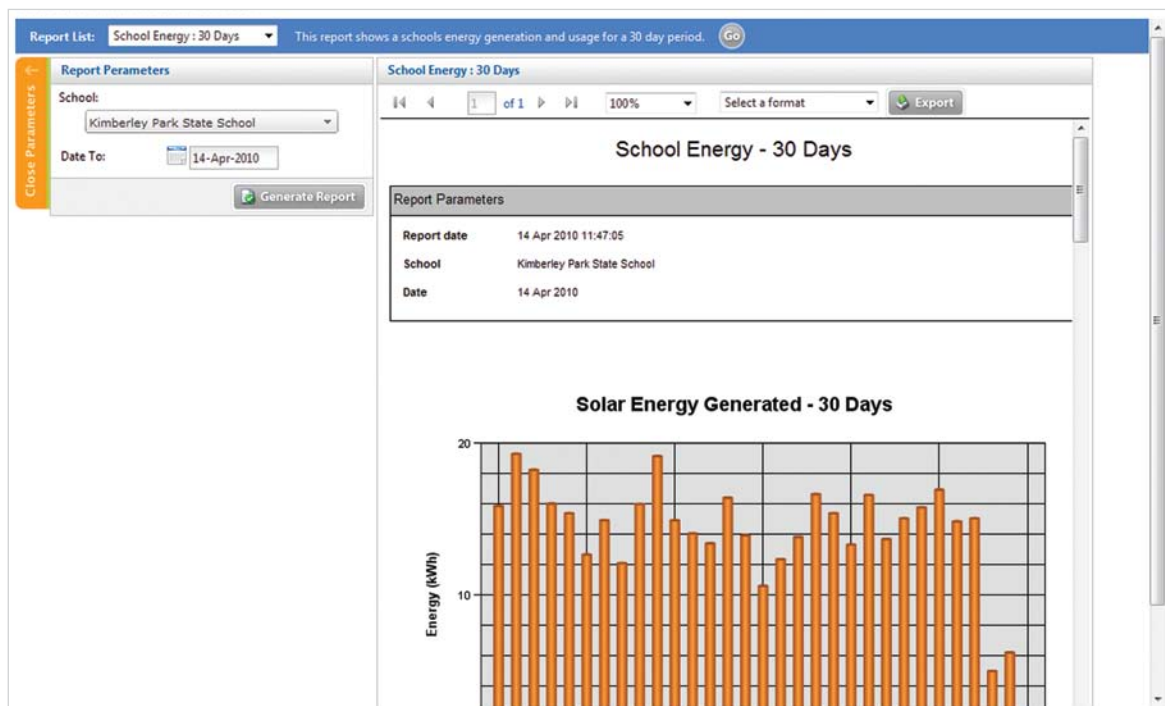 Report List: School Energy : 30 Days This report shows a schools energy generation and usage for a 30 day period. Go
Close Parameters
Report Perameters
School:
Kimberley Park State School
Date To: 14-Apr-2010
Generate Report
School Energy : 30 Days
1 of 1 100% Select a format Export
School Energy - 30 Days
Report Parameters
Report date 14 Apr 2010 11:47:05
School Kimberley Park State School
Date 14 Apr 2010
Solar Energy Generated - 30 Days
20
Energy (kWh)
10